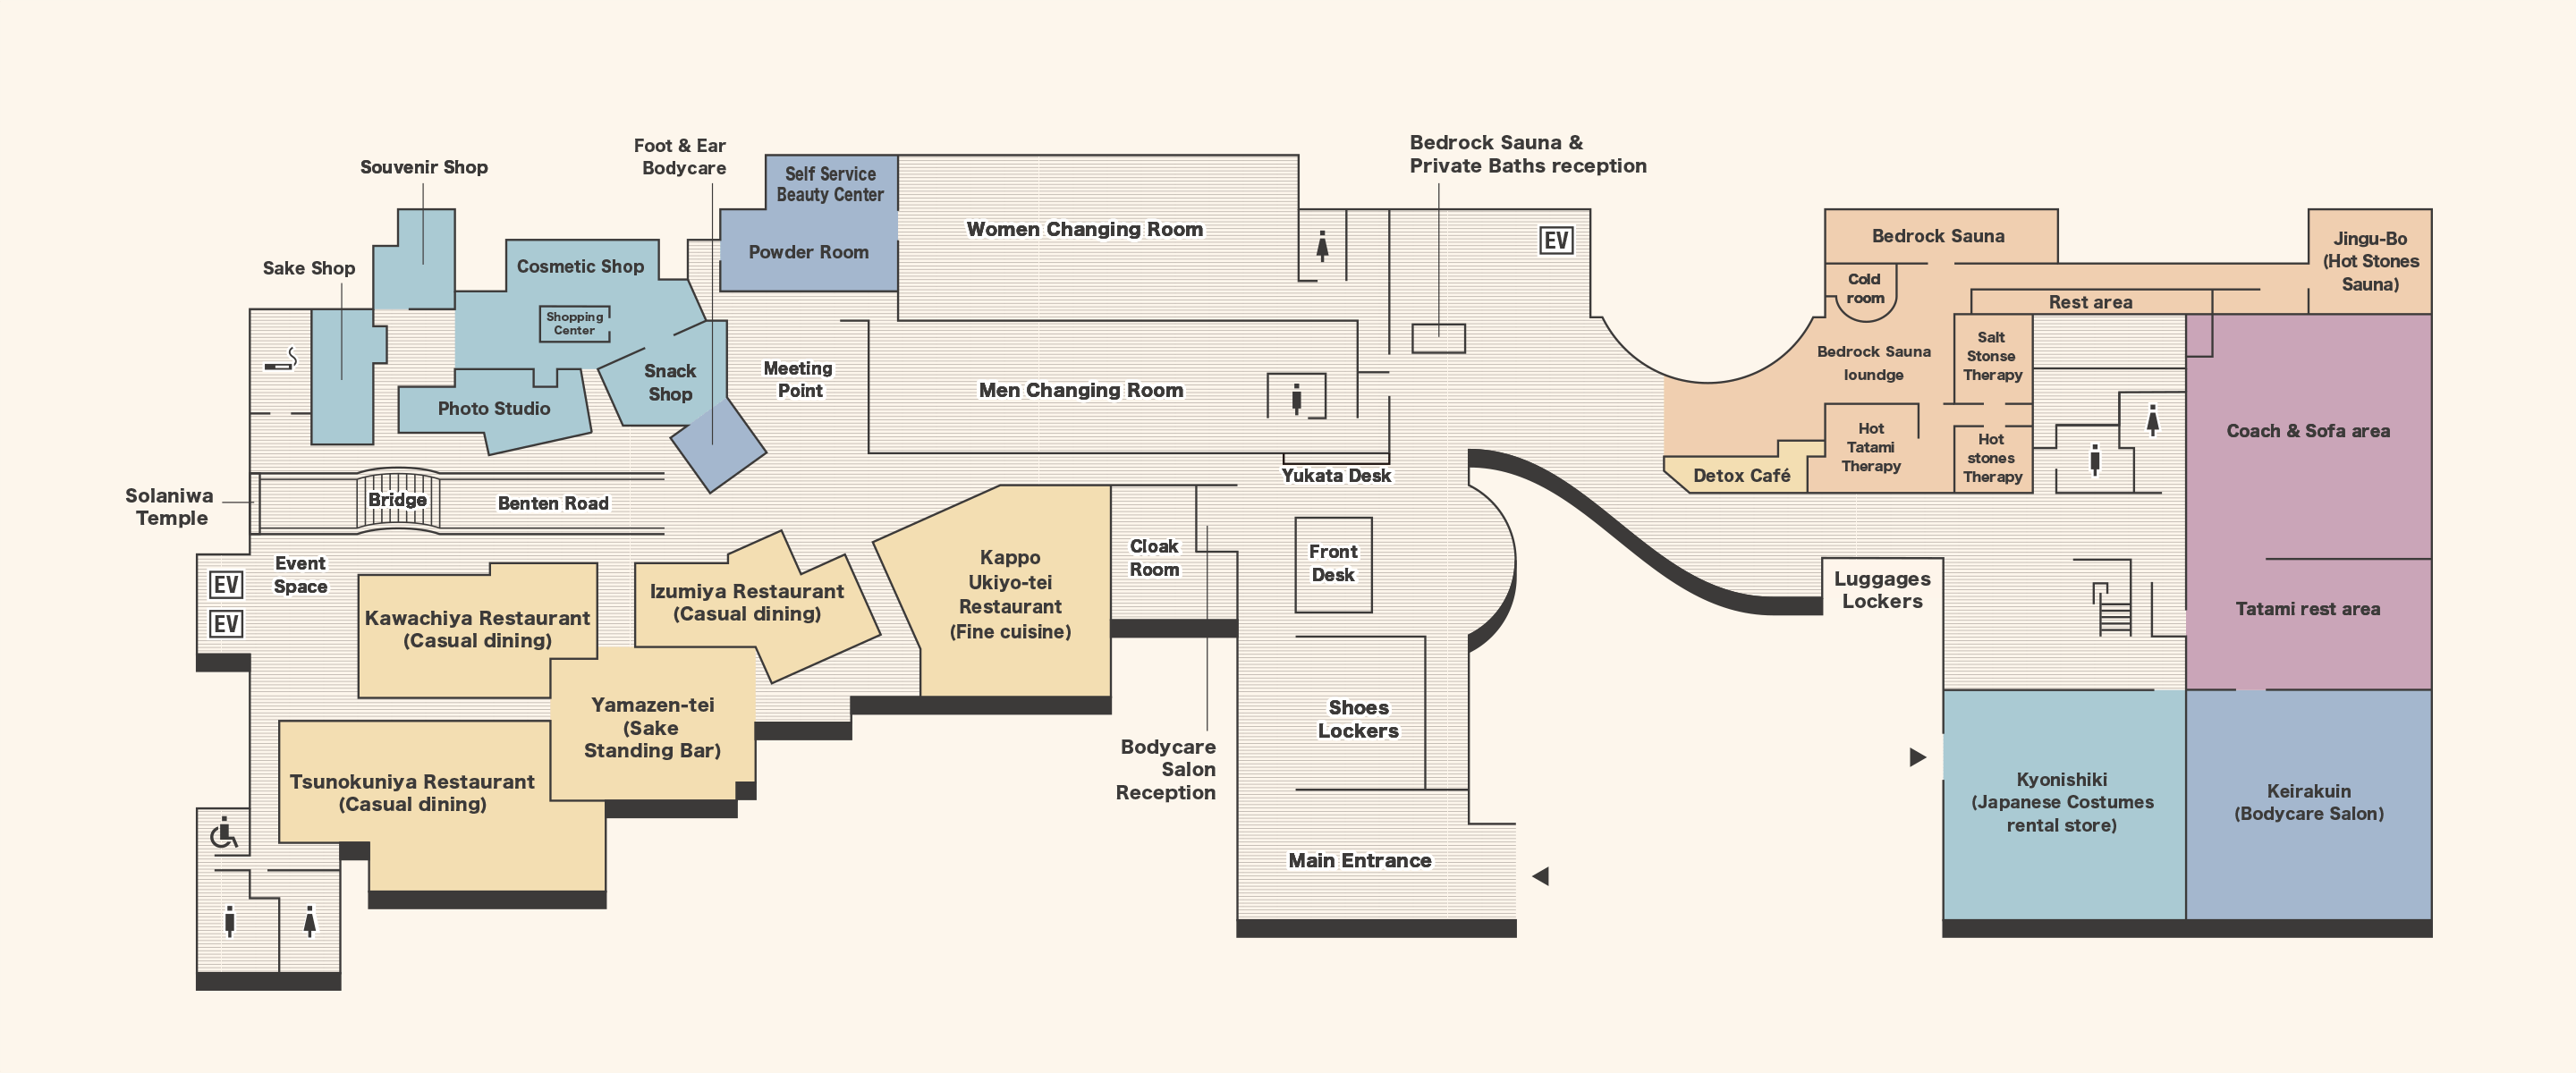 Souvenir Shop
Foot & Ear
Bodycare
Self Service
Beauty Center
Powder Room
Women Changing Room
Bedrock Sauna &
Private Baths reception
EV
Bedrock Sauna
Jingu-Bo
(Hot Stones
Sauna)
Sake Shop
Cosmetic Shop
Shopping
Center
Cold
room
Rest area
Snack
Shop
Meeting
Point
Men Changing Room
Bedrock Sauna
loundge
Salt
Stonse
Therapy
Photo Studio
Hot
Tatami
Therapy
Hot
stones
Therapy
Coach & Sofa area
Detox Café
Yukata Desk
Solaniwa
Temple
Bridge
Benten Road
Event
Space
EV
EV
Kawachiya Restaurant
(Casual dining)
Izumiya Restaurant
(Casual dining)
Kappo
Ukiyo-tei
Restaurant
(Fine cuisine)
Cloak
Room
Front
Desk
Luggages
Lockers
Tatami rest area
Yamazen-tei
(Sake
Standing Bar)
Shoes
Lockers
Bodycare
Salon
Reception
Tsunokuniya Restaurant
(Casual dining)
Kyonishiki
(Japanese Costumes
rental store)
Keirakuin
(Bodycare Salon)
Main Entrance